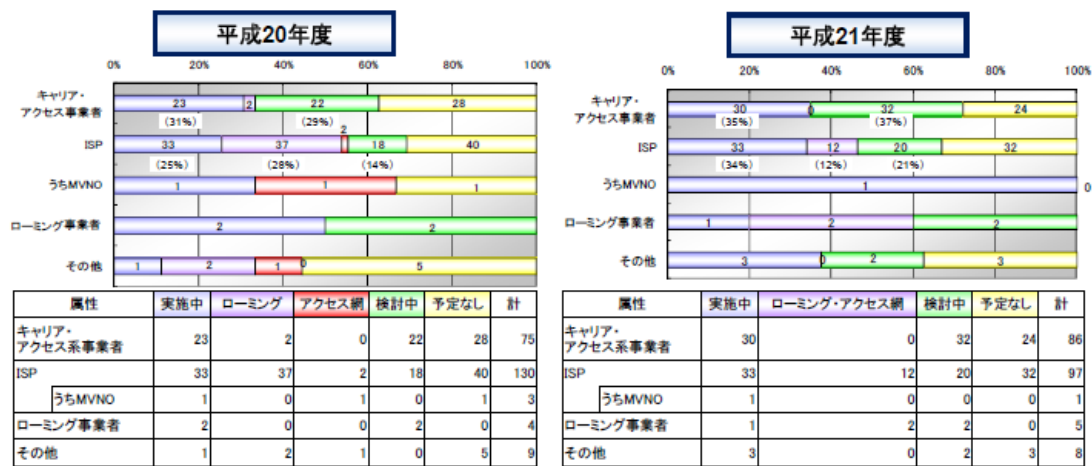 平成20年度
0% 20% 40% 60% 80% 100%
キャリア・
アクセス事業者
23 2 22 28
(31%) (29%)
ISP
33 37 2 18 40
(25%) (28%) (14%)
うちMVNO
1 1 1
ローミング事業者
2 2
その他
1 2 1 0 5
属性 実施中 ローミング アクセス網 検討中 予定なし 計
キャリア・
アクセス系事業者 23 2 0 22 28 75
ISP 33 37 2 18 40 130
うちMVNO 1 0 1 0 1 3
ローミング事業者 2 0 0 2 0 4
その他 1 2 1 0 5 9
平成21年度
0% 20% 40% 60% 80% 100%
キャリア・
アクセス事業者
30 0 32 24
(35%) (37%)
ISP
33 12 20 32
(34%) (12%) (21%)
うちMVNO
1 0
ローミング事業者
1 2 2
その他
3 0 2 3
属性 実施中 ローミング・アクセス網 検討中 予定なし 計
キャリア・
アクセス系事業者 30 0 32 24 86
ISP 33 12 20 32 97
うちMVNO 1 0 0 0 1
ローミング事業者 1 2 2 0 5
その他 3 0 2 3 8